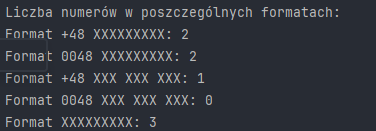 Liczba numerów w poszczególnych formatach:
Format +48 XXXXXXXXX: 2
Format 0048 XXXXXXXXX: 2
Format +48 XXX XXX XXX: 1
Format 0048 XXX XXX XXX: 0
Format XXXXXXXXX: 3